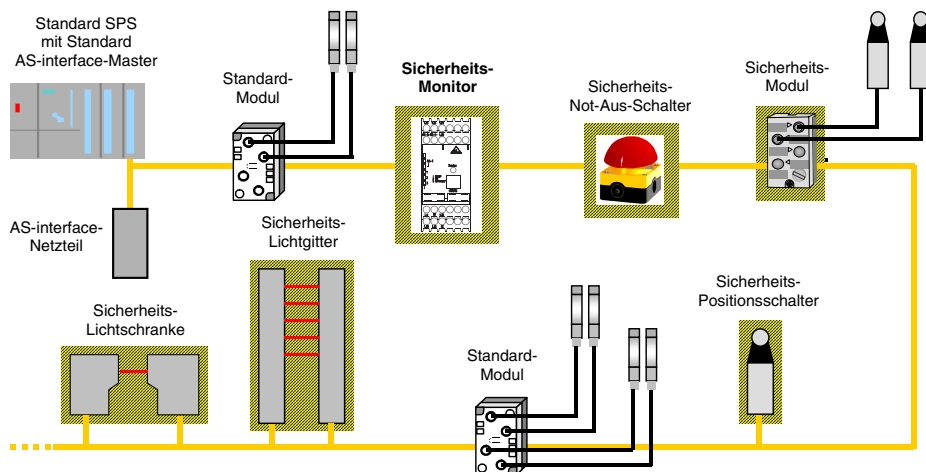 Standard SPS
mit Standard
AS-interface-Master
Standard-
Modul
Sicherheits-
Monitor
Sicherheits-
Not-Aus-Schalter
Sicherheits-
Modul
AS-interface-
Netzteil
Sicherheits-
Lichtgitter
Sicherheits-
Lichtschranke
Standard-
Modul
Sicherheits-
Positionsschalter